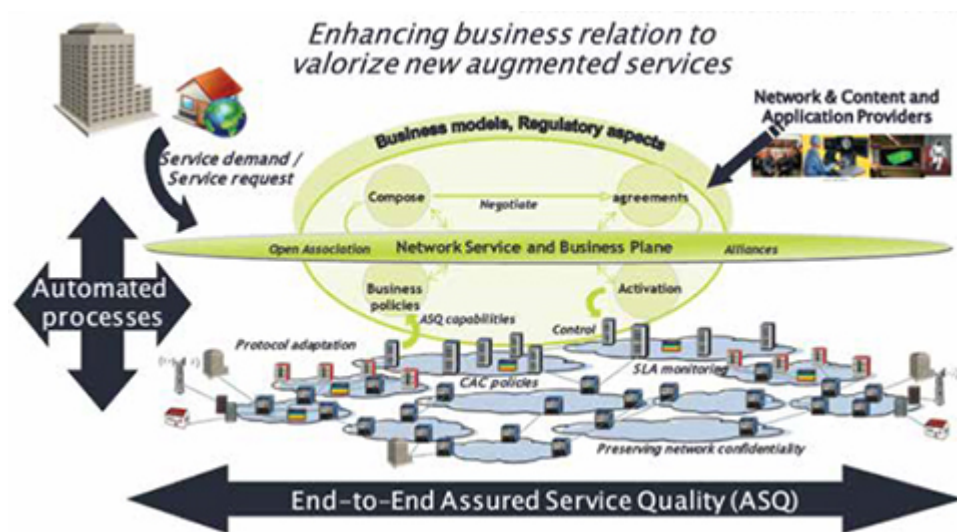 Enhancing business relation to
valorize new augmented services
Network & Content and
Application Providers
Business models, Regulatory aspects
Service demand /
Service request
Compose
Negotiate
agreements
Open Association
Network Service and Business Plane
Alliances
Automated
processes
Business
policies
Activation
ASQ capabilities
Control
Protocol adaptation
CAC policies
SLA monitoring
Preserving network confidentiality
End-to-End Assured Service Quality (ASQ)